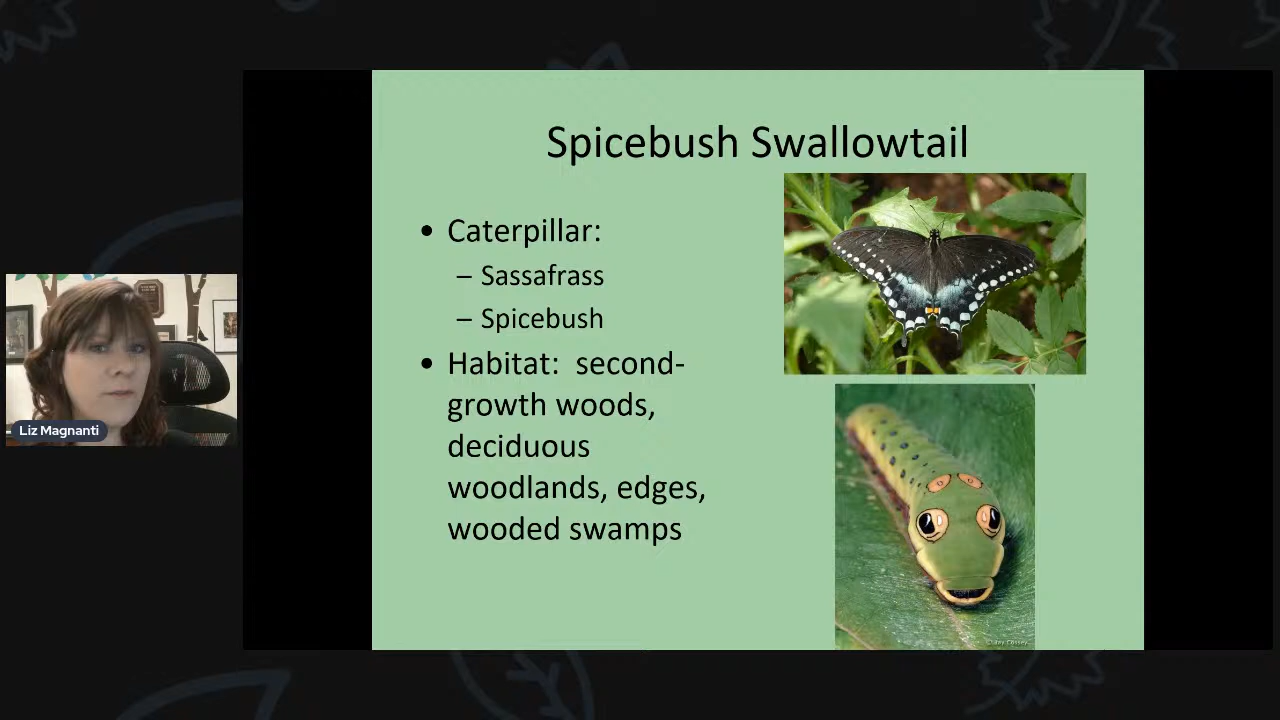 Spicebush Swallowtail
• Caterpillar:
– Sassafrass
– Spicebush
• Habitat: second-
growth woods,
deciduous
woodlands, edges,
wooded swamps
Liz Magnanti